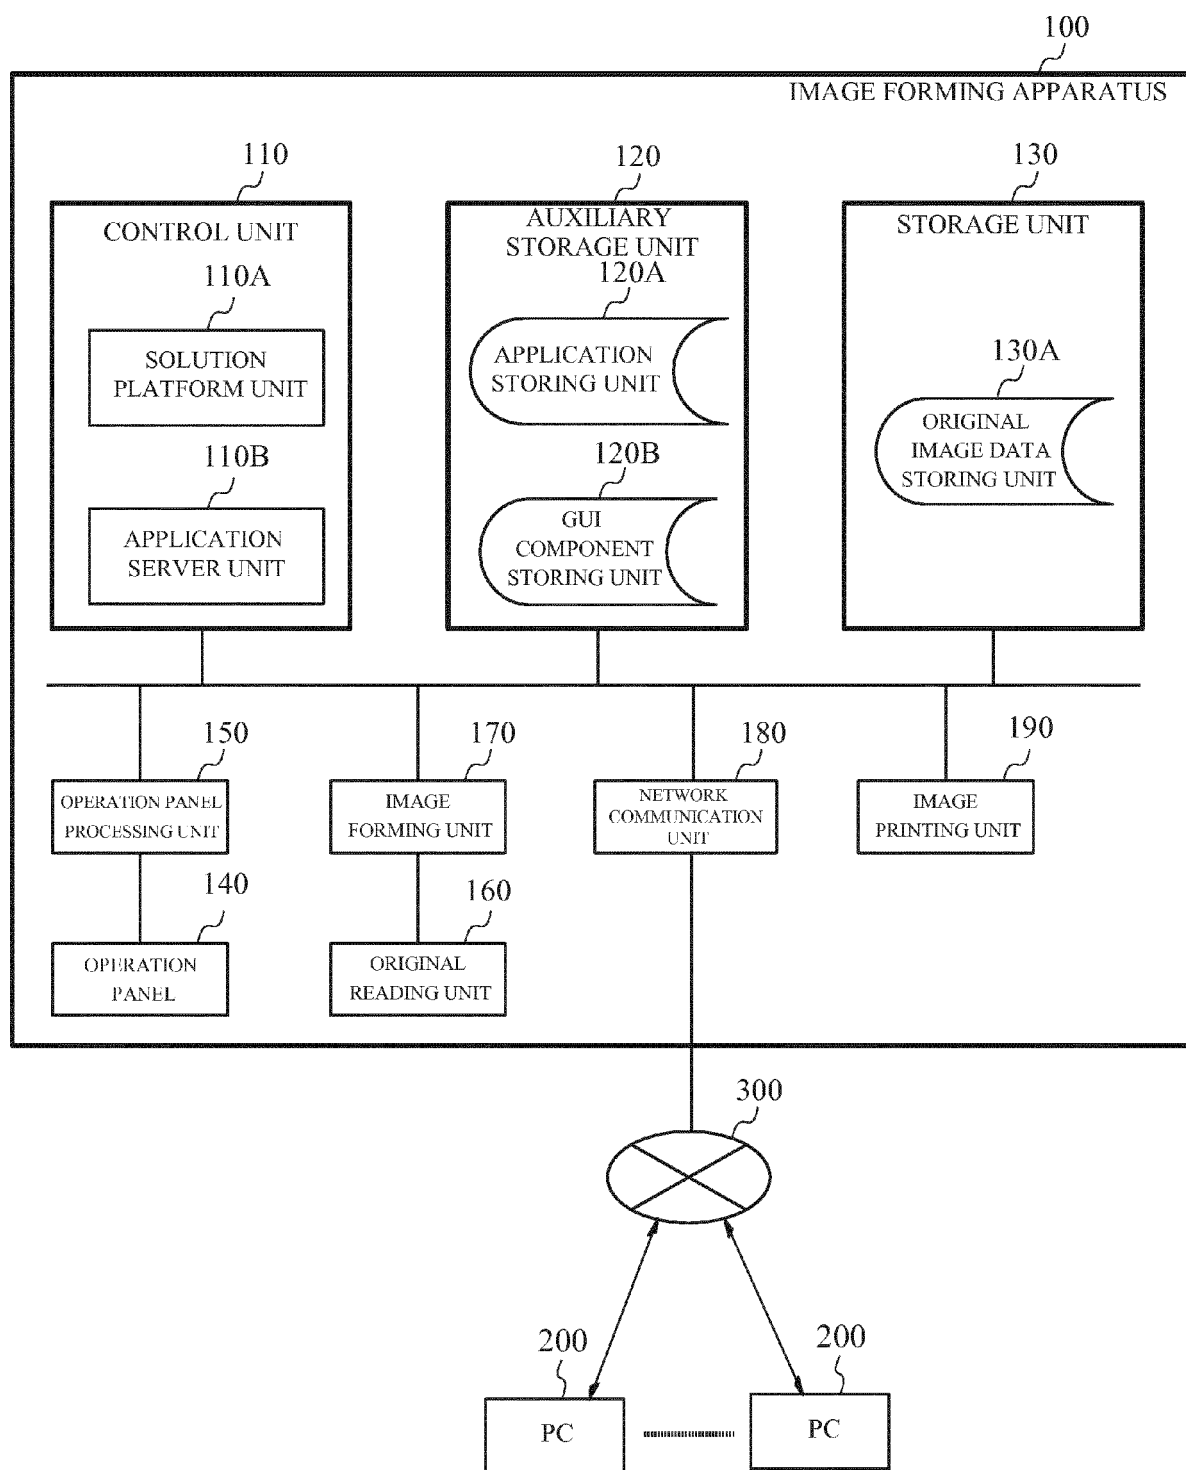 100
IMAGE FORMING APPARATUS
110
120
130
CONTROL UNIT
AUXILIARY
STORAGE UNIT
STORAGE UNIT
110A
SOLUTION
PLATFORM UNIT
120A
APPLICATION
STORING UNIT
130A
ORIGINAL
IMAGE DATA
STORING UNIT
110B
APPLICATION
SERVER UNIT
120B
GUI
COMPONENT
STORING UNIT
150
170
180
190
OPERATION PANEL
PROCESSING UNIT
IMAGE
FORMING UNIT
NETWORK
COMMUNICATION
UNIT
IMAGE
PRINTING UNIT
140
160
OPERATION
PANEL
ORIGINAL
READING UNIT
300
200
200
PC
PC